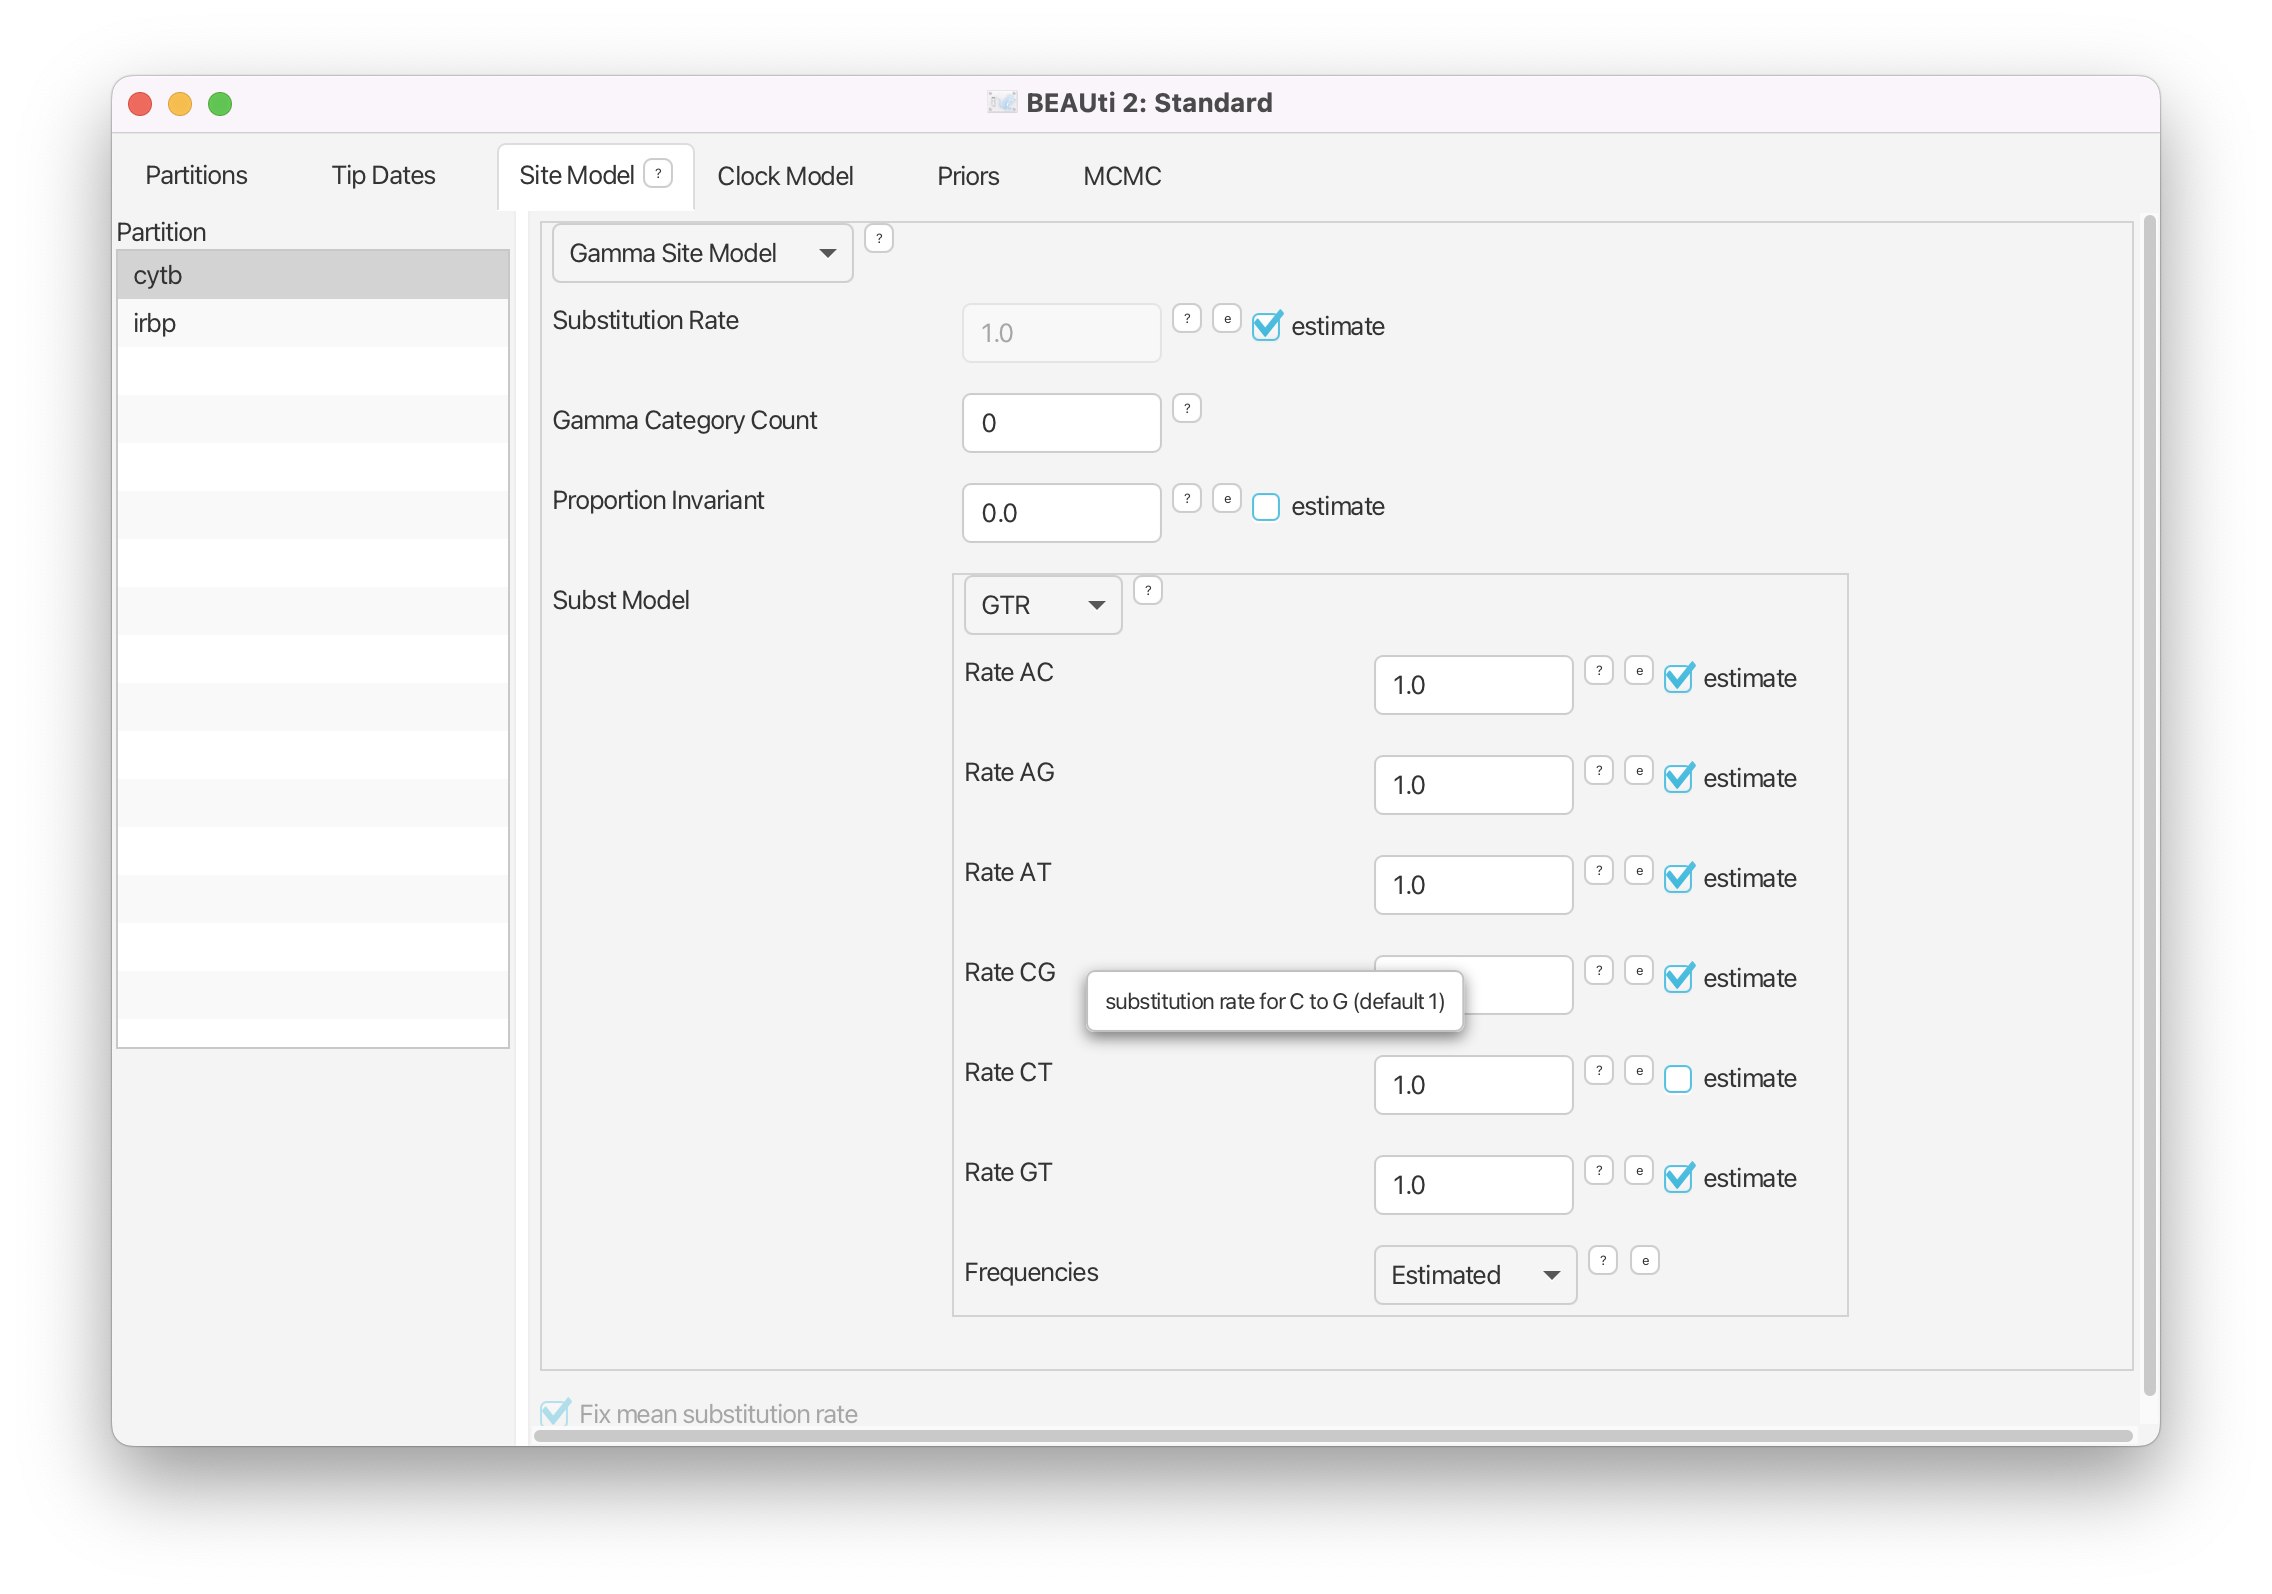 BEAUti 2: Standard
Partitions Tip Dates Site Model ? Clock Model Priors MCMC
Partition
cytb
irbp
Gamma Site Model ?
Substitution Rate 1.0 ? e estimate
Gamma Category Count 0 ?
Proportion Invariant 0.0 ? e estimate
Subst Model GTR ?
Rate AC 1.0 ? e estimate
Rate AG 1.0 ? e estimate
Rate AT 1.0 ? e estimate
Rate CG ? e estimate
substitution rate for C to G (default 1)
Rate CT 1.0 ? e estimate
Rate GT 1.0 ? e estimate
Frequencies Estimated ? e
Fix mean substitution rate